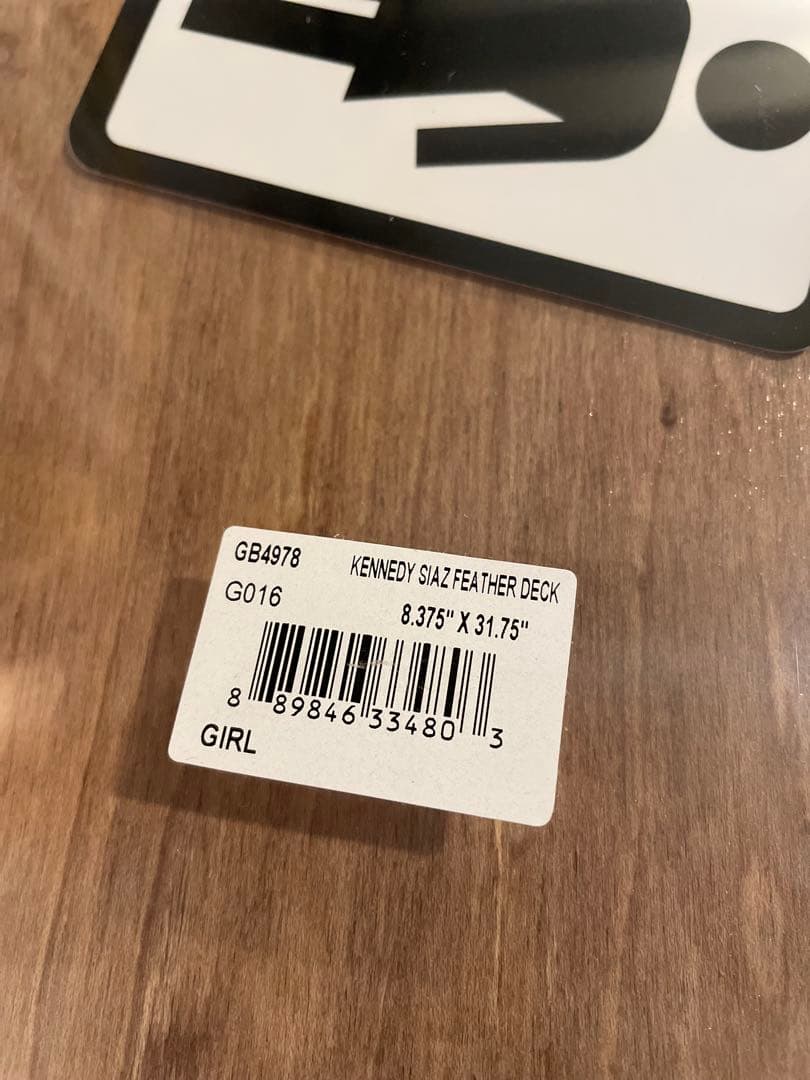 GB4978 KENNEDY SIAZ FEATHER DECK
G016 8.375" X 31.75"
8 89846 33480 3
GIRL